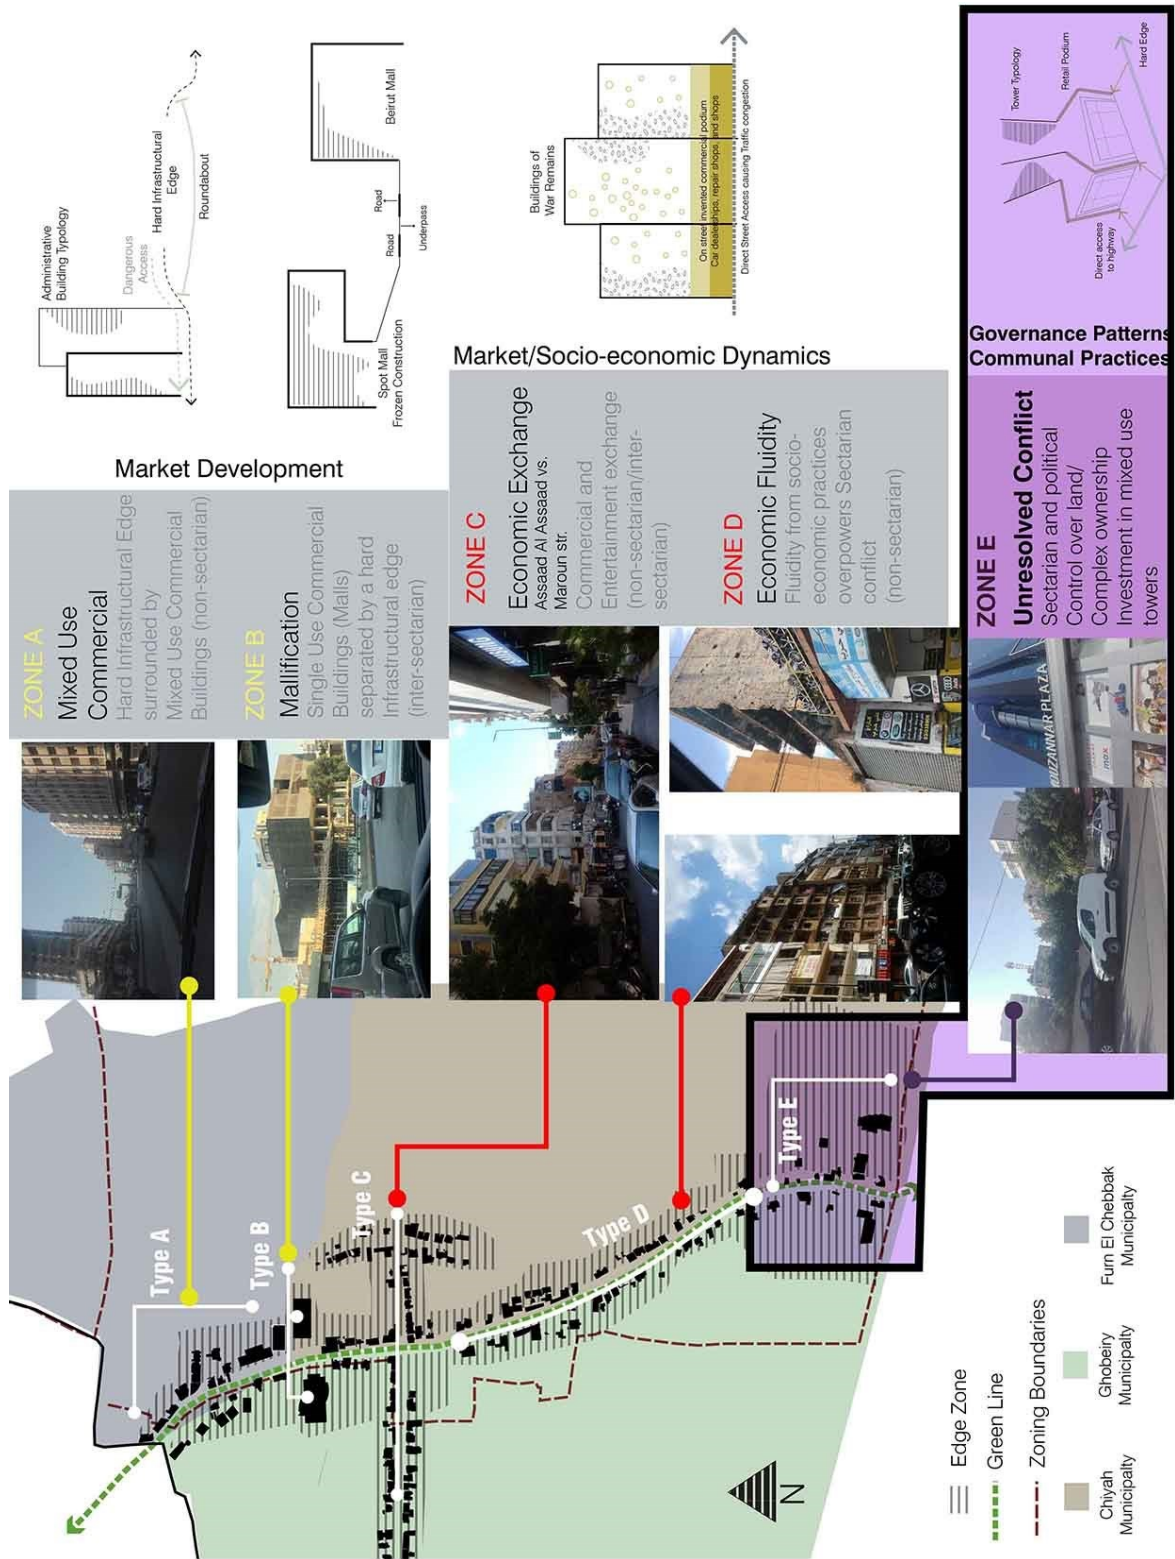 Administrative
Building Typology
Dangerous
Access
Hard Infrastructural
Edge
Roundabout
Spot Mall
Frozen Construction
Road
Road
Underpass
Beirut Mall
Buildings of
War Remains
On street invented commercial podium
Car dealerships, repair shops, and shops
Direct Street Access causing Traffic congestion
Tower Typology
Retail Podium
Hard Edge
Direct access
to highway
Market Development
ZONE A
Mixed Use
Commercial
Hard Infrastructural Edge
surrounded by
Mixed Use Commercial
Buildings (non-sectarian)
ZONE B
Mallification
Single Use Commercial
Buildings (Malls)
separated by a hard
Infrastructural edge
(inter-sectarian)
Market/Socio-economic Dynamics
ZONE C
Economic Exchange
Assaad Al Assaad vs.
Maroun str.
Commercial and
Entertainment exchange
(non-sectarian/inter-
sectarian)
ZONE D
Economic Fluidity
Fluidity from socio-
economic practices
overpowers Sectarian
conflict
(non-sectarian)
Governance Patterns
Communal Practices
ZONE E
Unresolved Conflict
Sectarian and political
Control over land/
Complex ownership
Investment in mixed use
towers
PLAZA
max
Type A
Type B
Type C
Type D
Type E
N
Edge Zone
Green Line
Zoning Boundaries
Chiyah
Municipality
Ghobeiry
Municipality
Furn El Chebbak
Municipalty